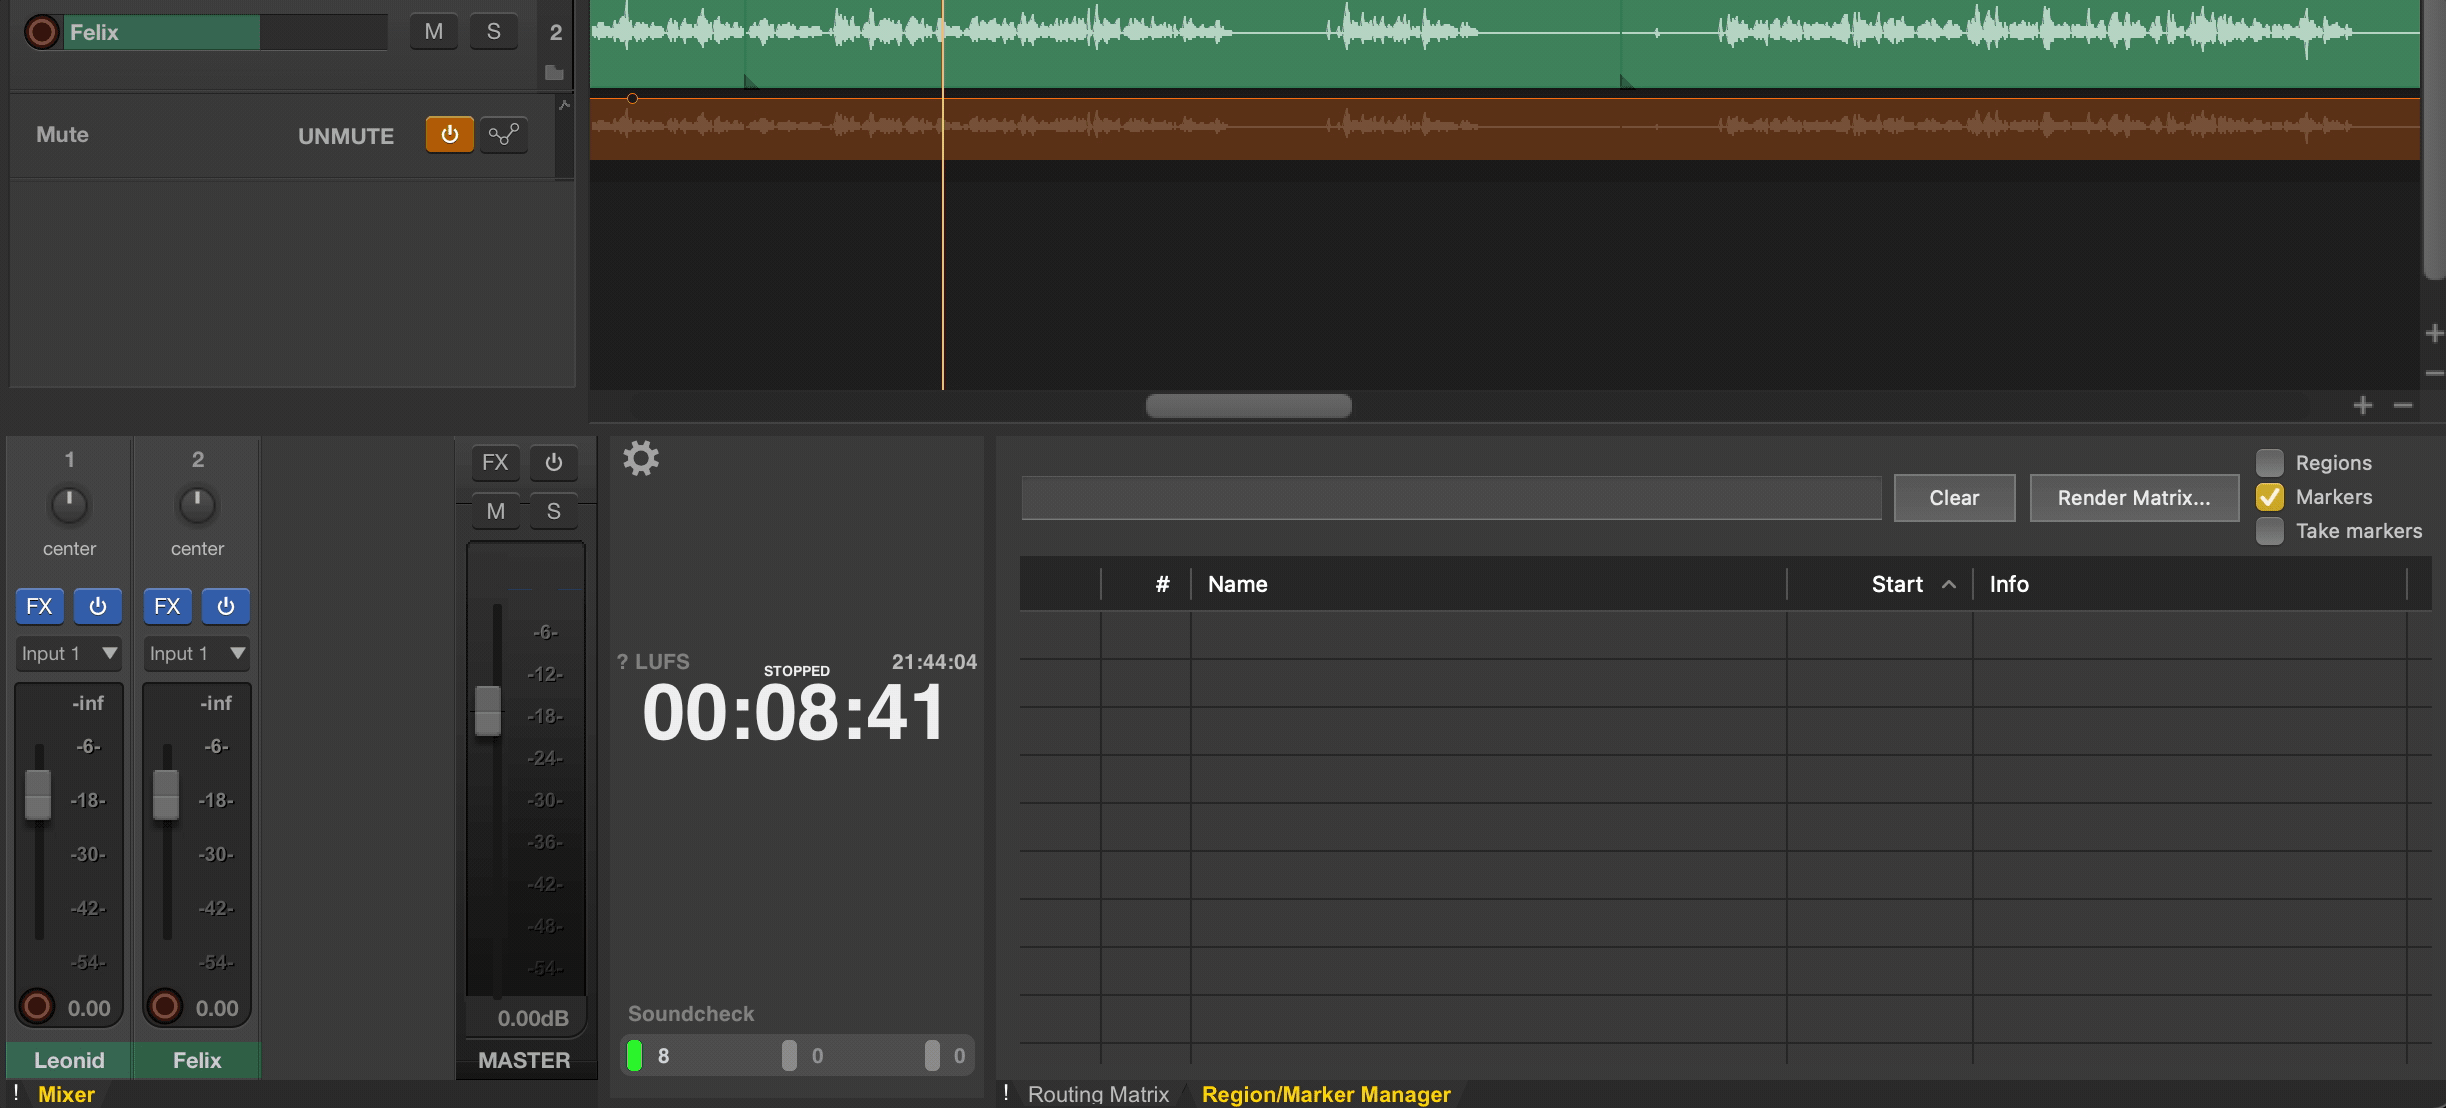 Felix M S 2
Mute UNMUTE
1 2
center center
FX FX
Input 1 Input 1
-inf -inf
-6- -6-
-18- -18-
-30- -30-
-42- -42-
-54- -54-
0.00 0.00
Leonid Felix
! Mixer
FX
M S
-6-
-12-
-18-
-24-
-30-
-36-
-42-
-48-
-54-
0.00dB
MASTER
? LUFS STOPPED 21:44:04
00:08:41
Soundcheck
8 0 0
Clear Render Matrix...
Regions
Markers
Take markers
# Name Start Info
! Routing Matrix Region/Marker Manager